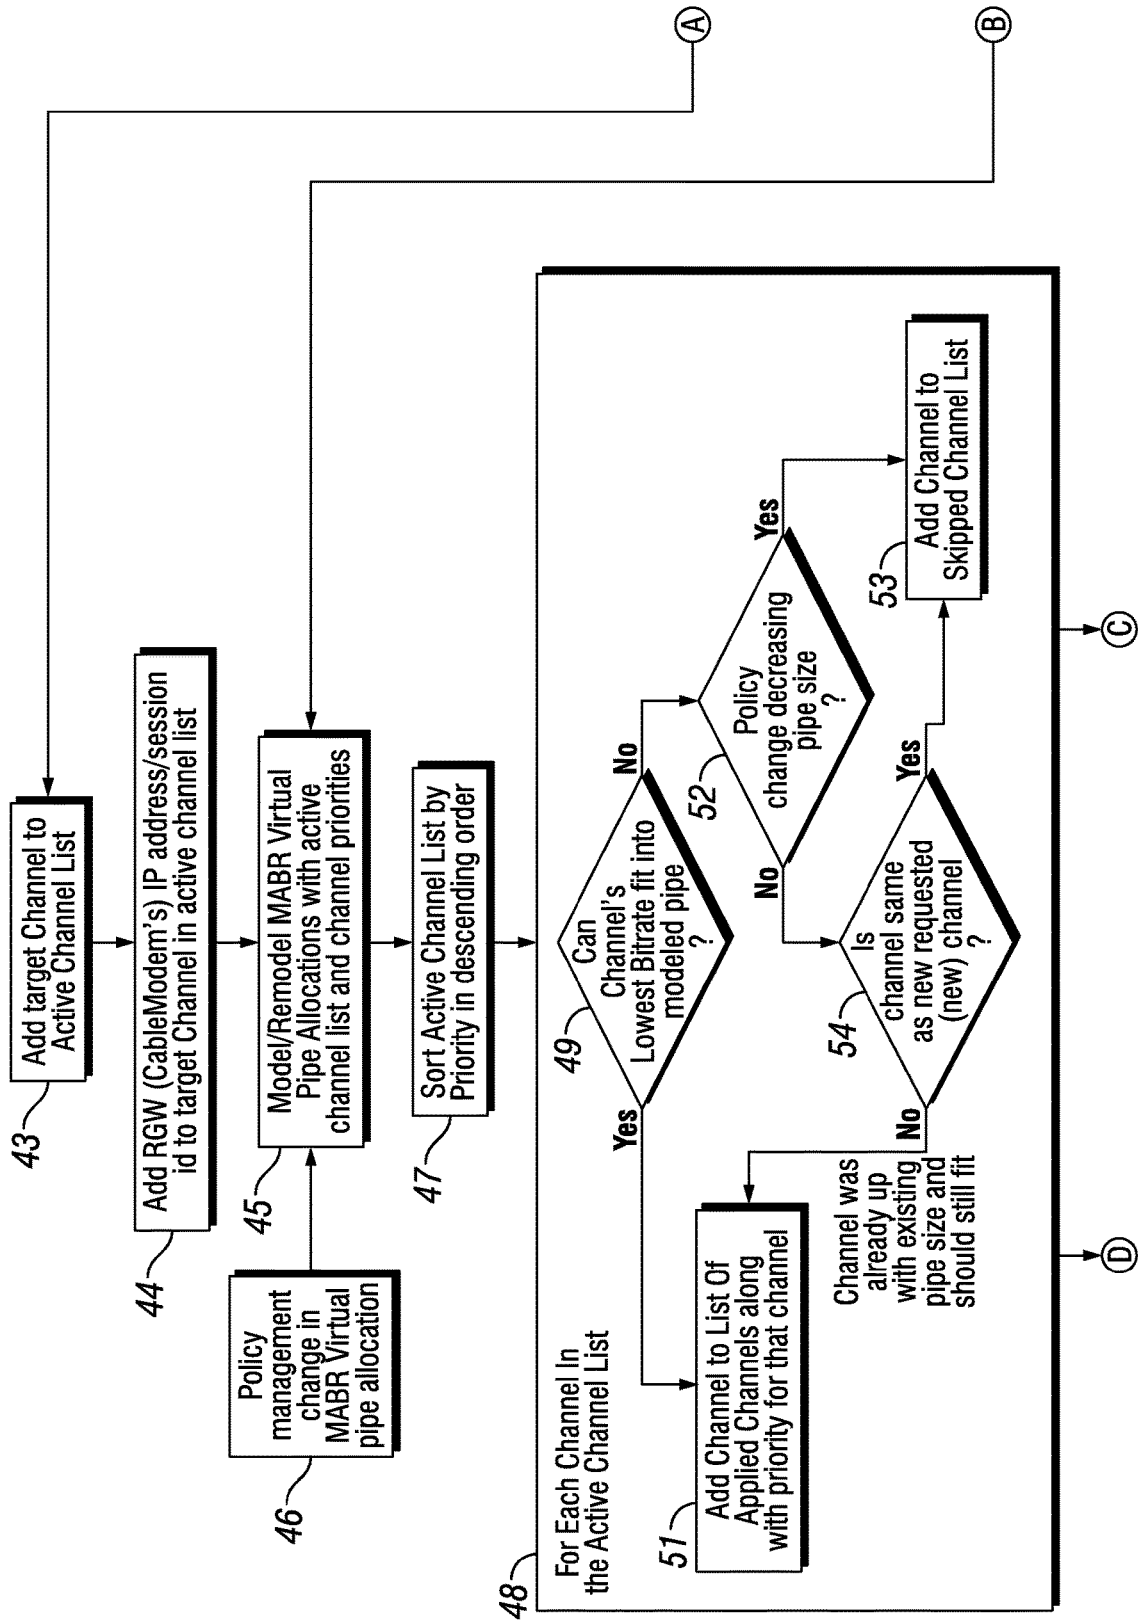 A
B
43
Add target Channel to
Active Channel List
44
Add RGW (CableModem's) IP address/session
id to target Channel in active channel list
46
Policy
management
change in
MABR Virtual
pipe allocation
45
Model/Remodel MABR Virtual
Pipe Allocations with active
channel list and channel priorities
47
Sort Active Channel List by
Priority in descending order
48
For Each Channel In
the Active Channel List
49
Can
Channel's
Lowest Bitrate fit into
modeled pipe
?
Yes
No
51
Add Channel to List Of
Applied Channels along
with priority for that channel
52
Policy
change decreasing
pipe size
?
No
Yes
54
Is
channel same
as new requested
(new) channel
?
No
Yes
Channel was
already up
with existing
pipe size and
should still fit
53
Add Channel to
Skipped Channel List
D
C